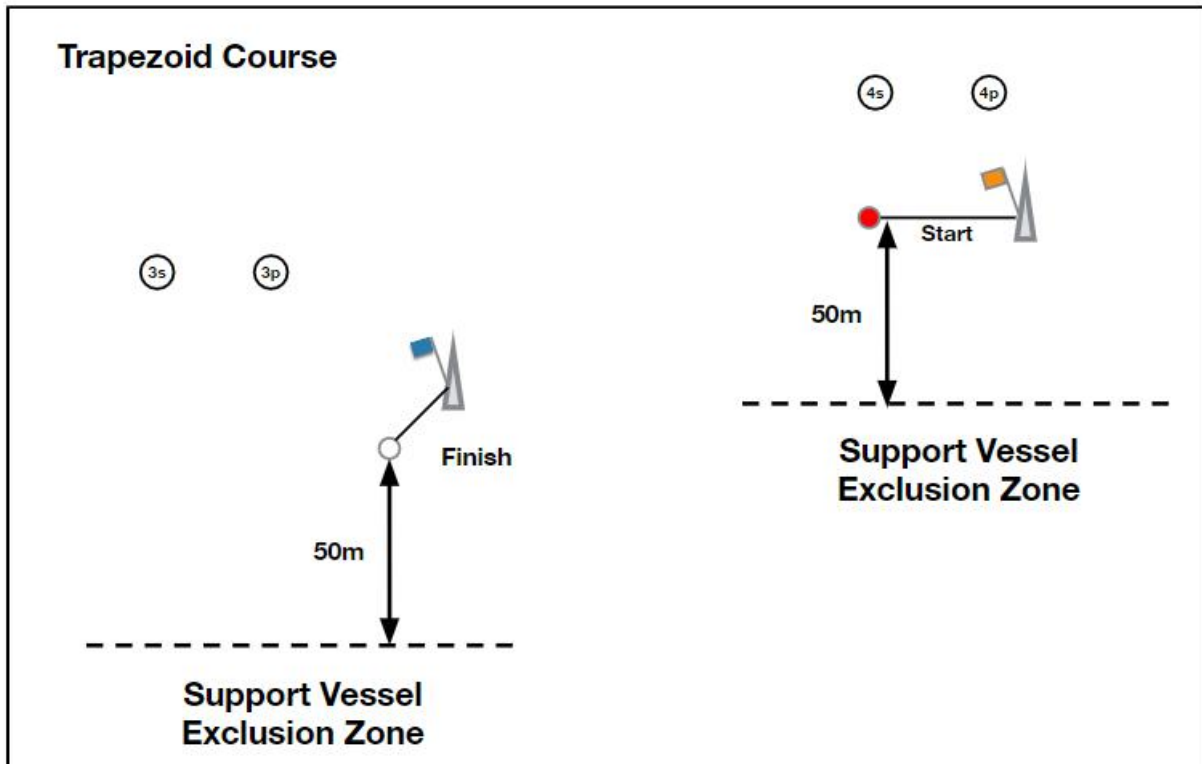 Trapezoid Course
4s
4p
Start
50m
Support Vessel
Exclusion Zone
3s
3p
Finish
50m
Support Vessel
Exclusion Zone